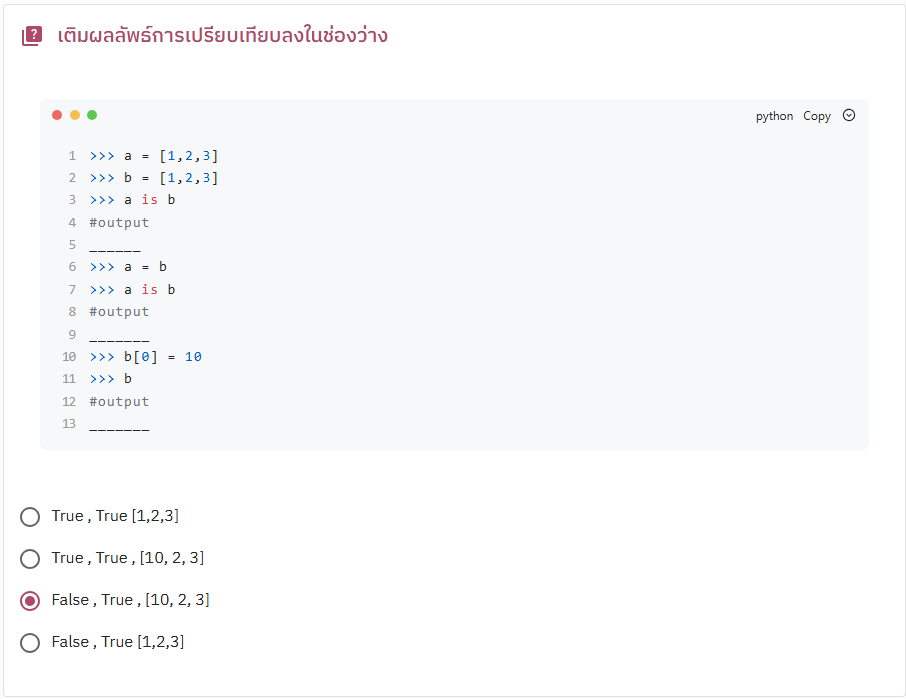 เติมผลลัพธ์การเปรียบเทียบลงในช่องว่าง
python Copy
1 >>> a = [1,2,3]
2 >>> b = [1,2,3]
3 >>> a is b
4 #output
5 ______
6 >>> a = b
7 >>> a is b
8 #output
9 _______
10 >>> b[0] = 10
11 >>> b
12 #output
13 _______
True , True [1,2,3]
True , True , [10, 2, 3]
False , True , [10, 2, 3]
False , True [1,2,3]